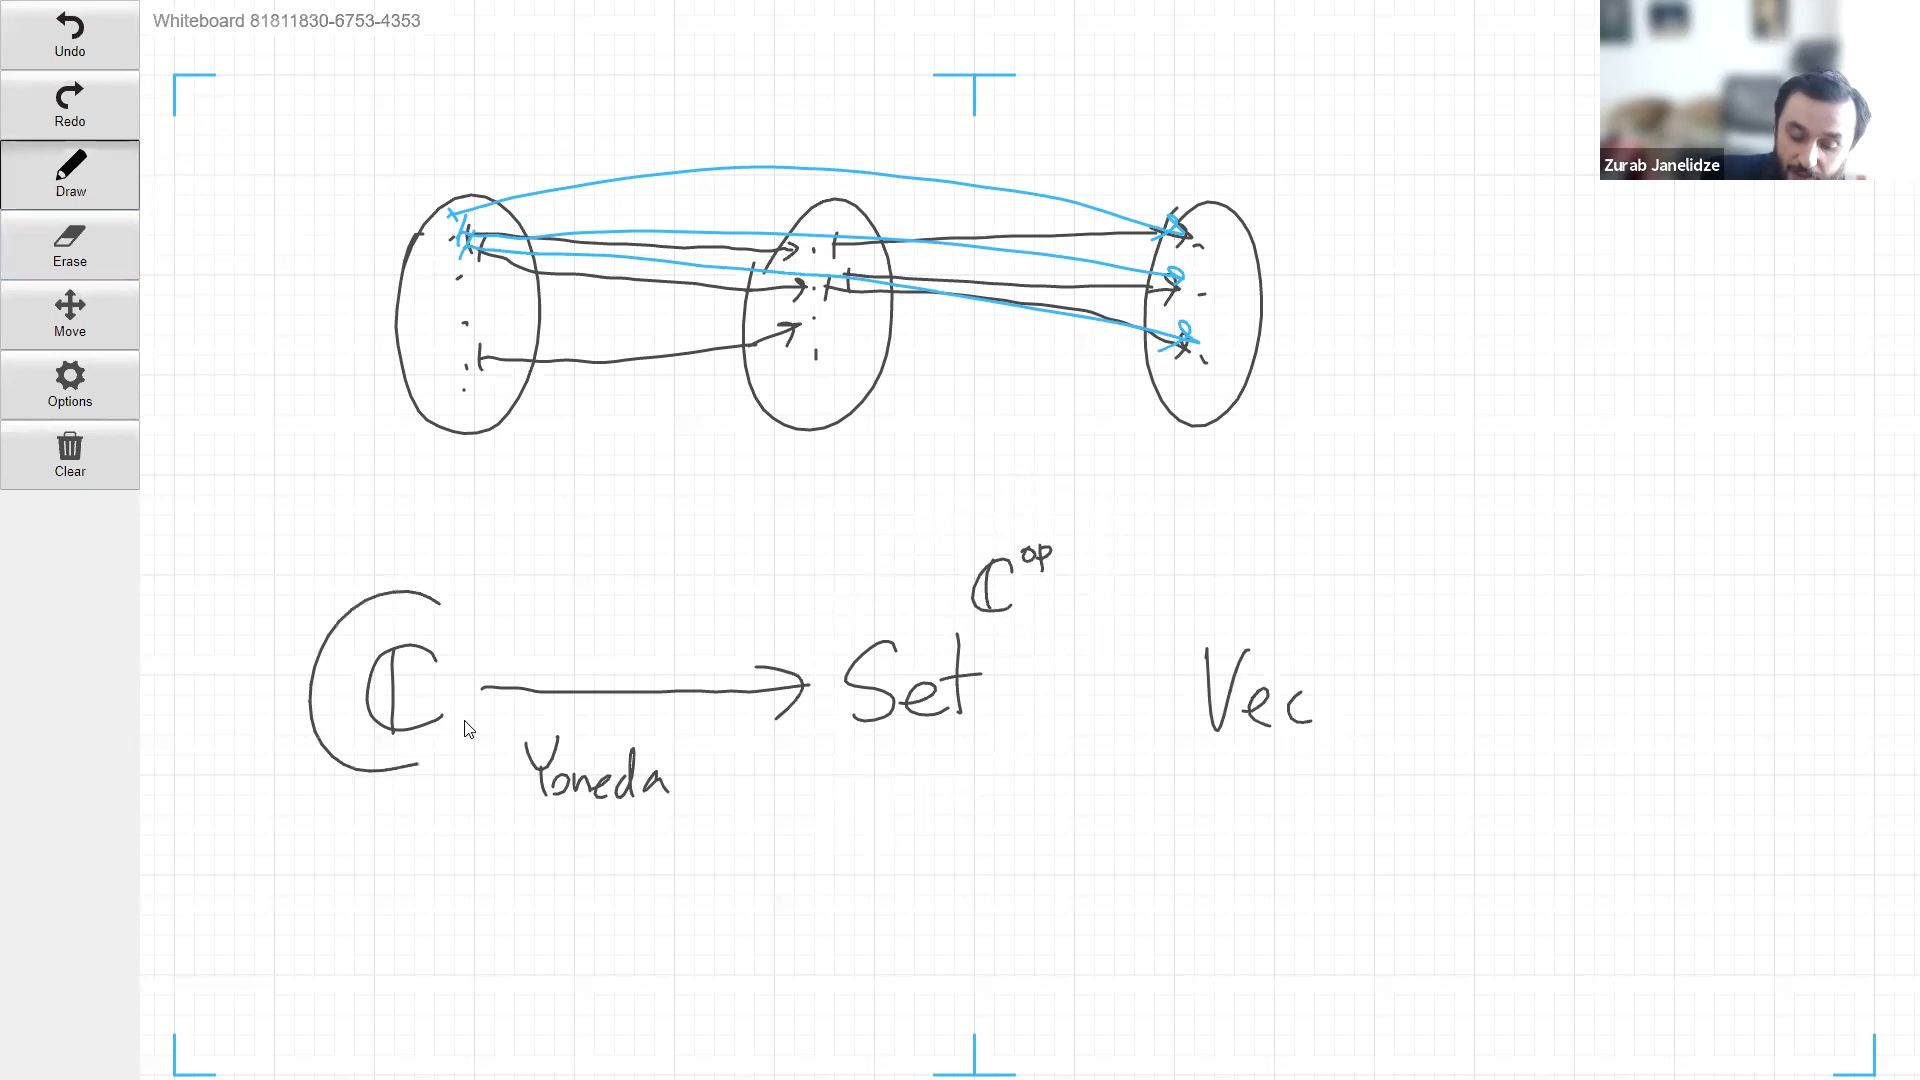 Whiteboard 81811830-6753-4353
Undo
Redo
Draw
Erase
Move
Options
Clear
Zurab Janelidze
ℂ → Set^ℂ^op
Vec
Yoneda